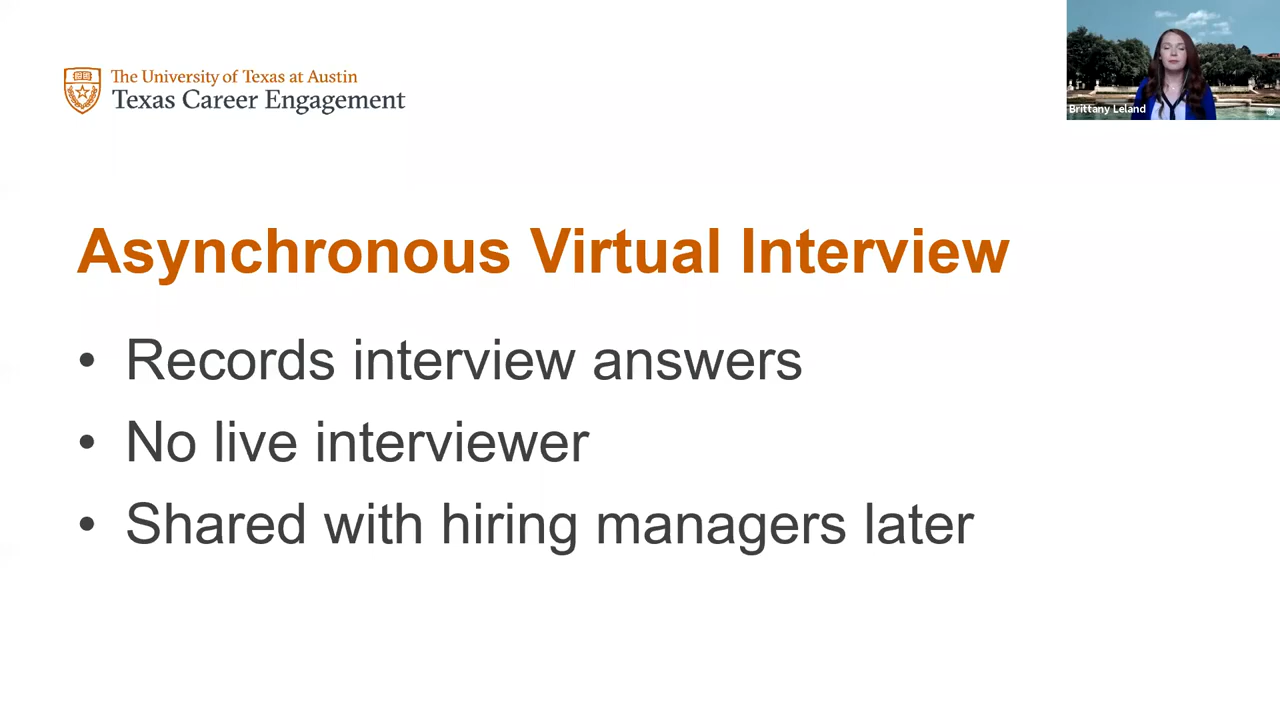 The University of Texas at Austin
Texas Career Engagement
Brittany Leland
Asynchronous Virtual Interview
• Records interview answers
• No live interviewer
• Shared with hiring managers later